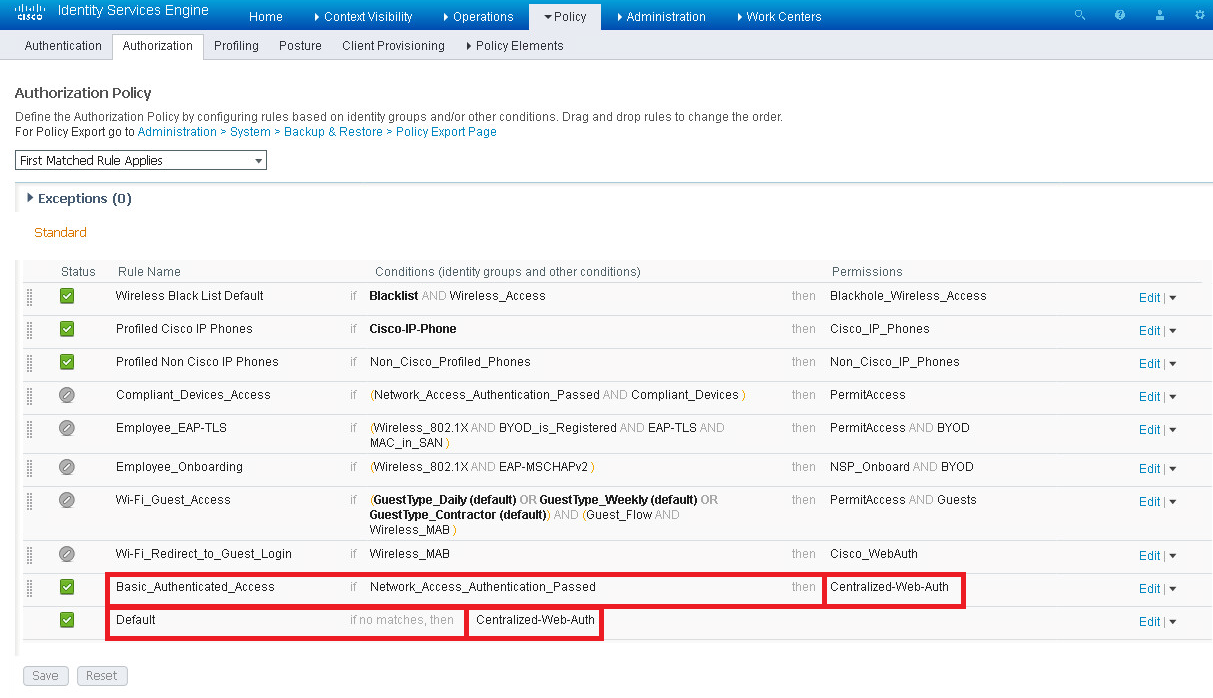 cisco Identity Services Engine Home Context Visibility Operations Policy Administration Work Centers
Authentication Authorization Profiling Posture Client Provisioning Policy Elements
Authorization Policy
Define the Authorization Policy by configuring rules based on identity groups and/or other conditions. Drag and drop rules to change the order.
For Policy Export go to Administration > System > Backup & Restore > Policy Export Page
First Matched Rule Applies
Exceptions (0)
Standard
Status Rule Name Conditions (identity groups and other conditions) Permissions
Wireless Black List Default if Blacklist AND Wireless_Access then Blackhole_Wireless_Access Edit |
Profiled Cisco IP Phones if Cisco-IP-Phone then Cisco_IP_Phones Edit |
Profiled Non Cisco IP Phones if Non_Cisco_Profiled_Phones then Non_Cisco_IP_Phones Edit |
Compliant_Devices_Access if (Network_Access_Authentication_Passed AND Compliant_Devices ) then PermitAccess Edit |
Employee_EAP-TLS if (Wireless_802.1X AND BYOD_is_Registered AND EAP-TLS AND then PermitAccess AND BYOD Edit |
MAC_in_SAN )
Employee_Onboarding if (Wireless_802.1X AND EAP-MSCHAPv2 ) then NSP_Onboard AND BYOD Edit |
Wi-Fi_Guest_Access if (GuestType_Daily (default) OR GuestType_Weekly (default) OR then PermitAccess AND Guests Edit |
GuestType_Contractor (default)) AND (Guest_Flow AND
Wireless_MAB )
Wi-Fi_Redirect_to_Guest_Login if Wireless_MAB then Cisco_WebAuth Edit |
Basic_Authenticated_Access if Network_Access_Authentication_Passed then Centralized-Web-Auth Edit |
Default if no matches, then Centralized-Web-Auth Edit |
Save Reset